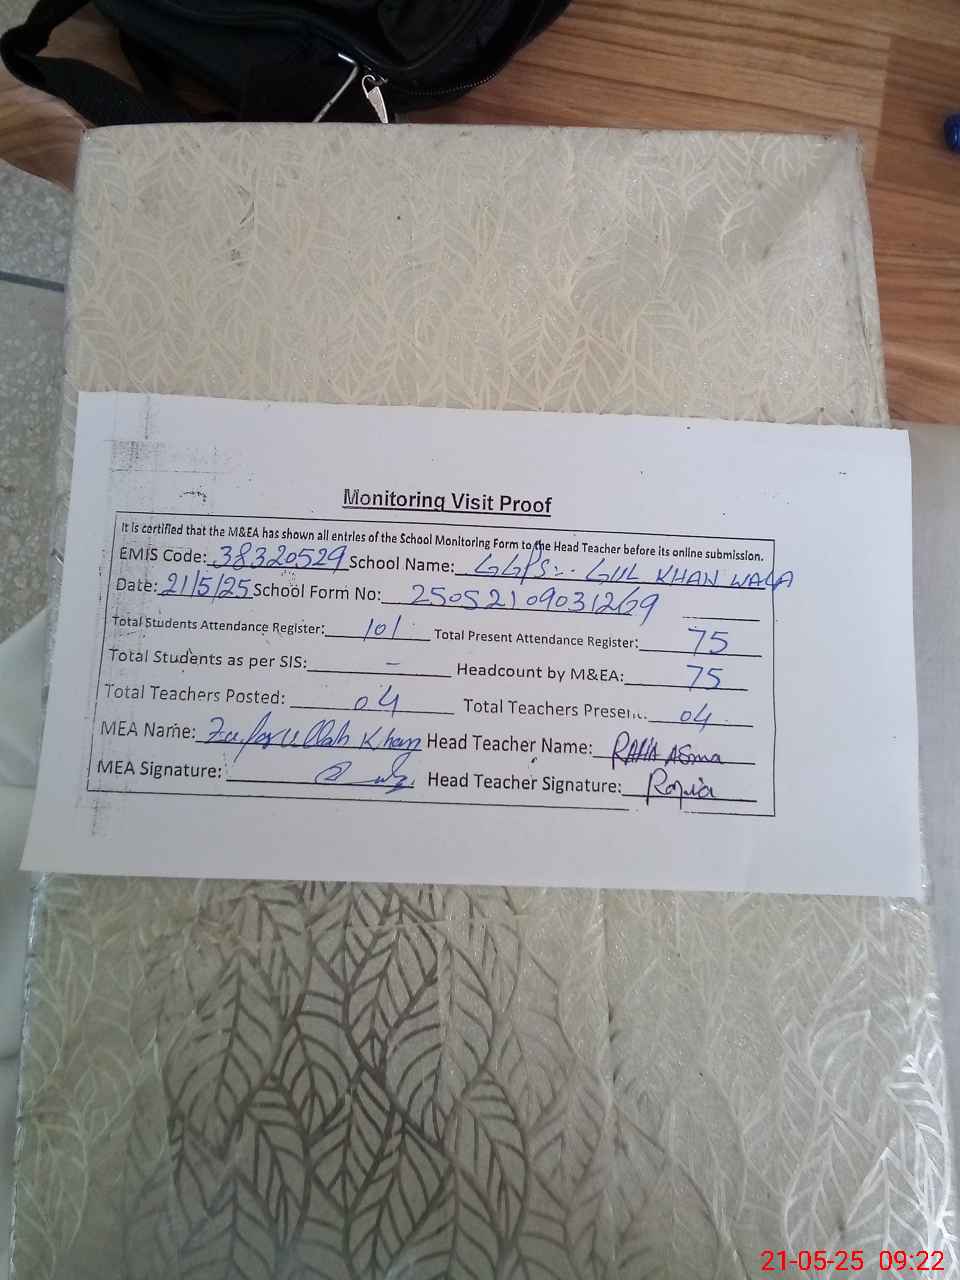 Monitoring Visit Proof
It is certified that the M&EA has shown all entries of the School Monitoring Form to the Head Teacher before its online submission.
EMIS Code: 38320529 School Name: GGPS:. GUL KHAN WALA
Date: 21/5/25 School Form No: 250521090312/29
Total Students Attendance Register: 101 Total Present Attendance Register: 75
Total Students as per SIS: - Headcount by M&EA: 75
Total Teachers Posted: 04 Total Teachers Present: 04
MEA Name: Zafarullah Khan Head Teacher Name: Asma
MEA Signature: Head Teacher Signature:
21-05-25 09:22